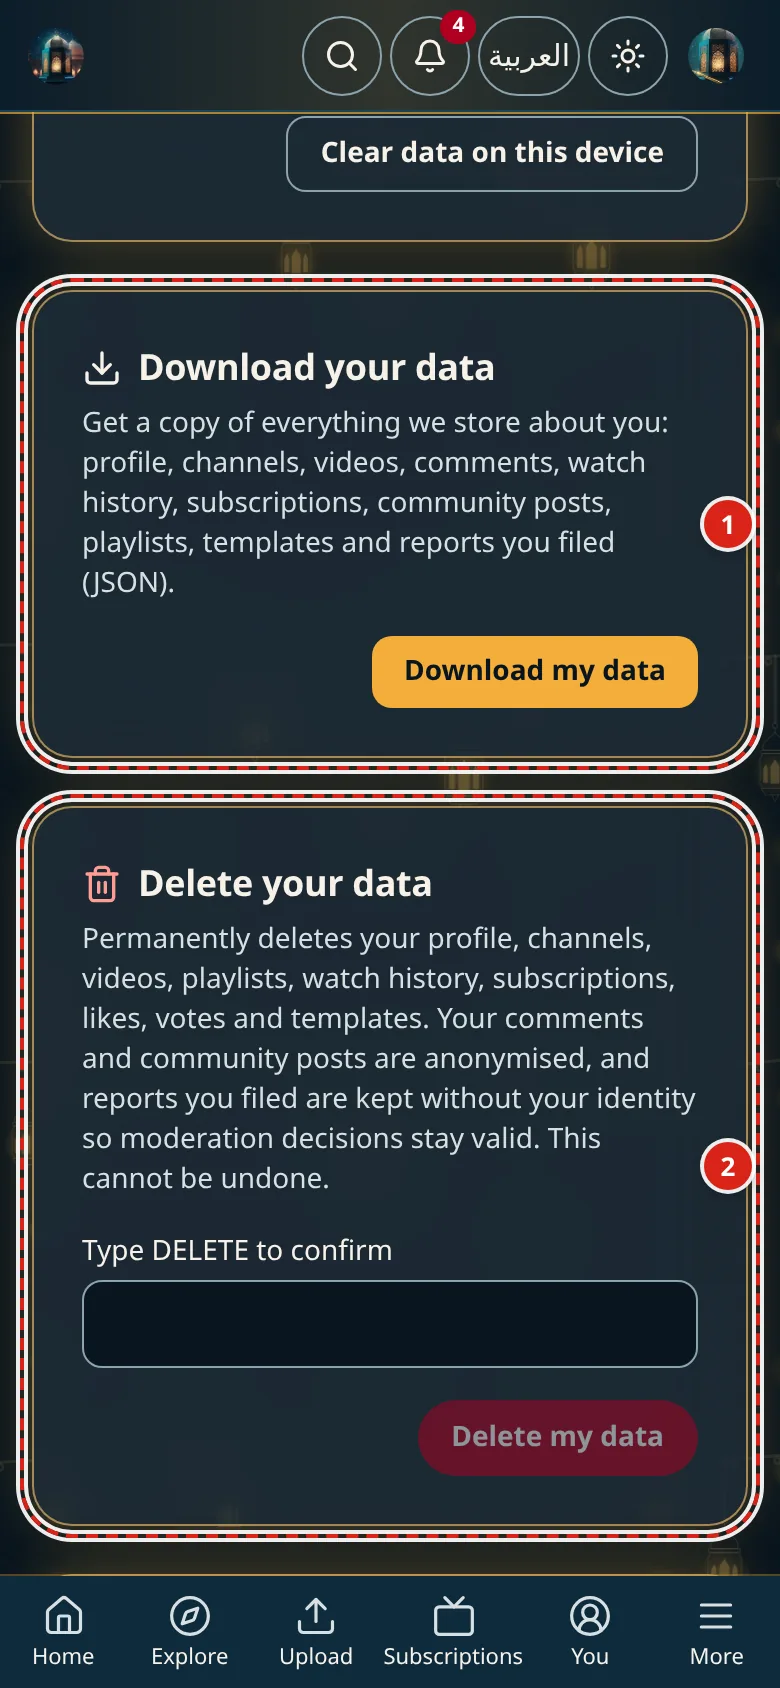 4
العربية
Clear data on this device
Download your data
Get a copy of everything we store about you:
profile, channels, videos, comments, watch
history, subscriptions, community posts,
playlists, templates and reports you filed
(JSON).
1
Download my data
Delete your data
Permanently deletes your profile, channels,
videos, playlists, watch history, subscriptions,
likes, votes and templates. Your comments
and community posts are anonymised, and
reports you filed are kept without your identity
so moderation decisions stay valid. This
cannot be undone.
2
Type DELETE to confirm
Delete my data
Home
Explore
Upload
Subscriptions
You
More